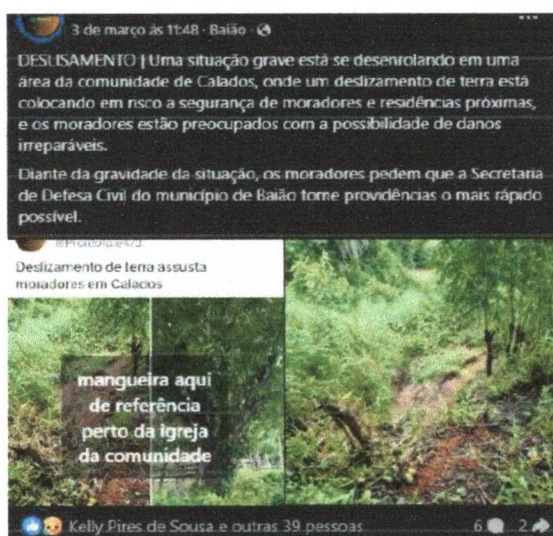 3 de março às 11:48 · Baião ·
DESLISAMENTO | Uma situação grave está se desenrolando em uma
área da comunidade de Calados, onde um deslizamento de terra está
colocando em risco a segurança de moradores e residências próximas,
e os moradores estão preocupados com a possibilidade de danos
irreparáveis.
Diante da gravidade da situação, os moradores pedem que a Secretaria
de Defesa Civil do município de Baião tome providências o mais rápido
possível.
Deslizamento de terra assusta
moradores em Calados
mangueira aqui
de referência
perto da igreja
da comunidade
Kelly Pires de Sousa e outras 39 pessoas
6 2